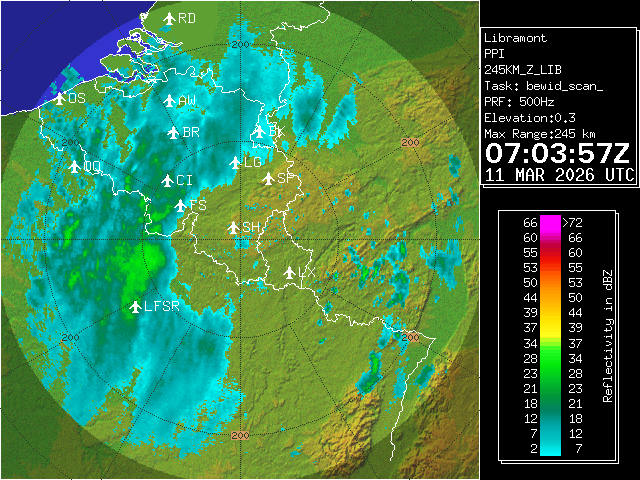 RD
200
OS
AW
BR
BK
OO
LG
200
CI
SP
FS
SH
LX
LFSR
200
200
200
Libramont
PPI
245KM_Z_LIB
Task: bewid_scan_
PRF: 500Hz
Elevation:0.3
Max Range:245 km
07:03:57Z
11 MAR 2026 UTC
66 >72
60 66
55 60
53 55
50 53
44 50
39 44
37 39
34 37
28 34
23 28
21 23
18 21
12 18
7 12
2 7
Reflectivity in dBZ